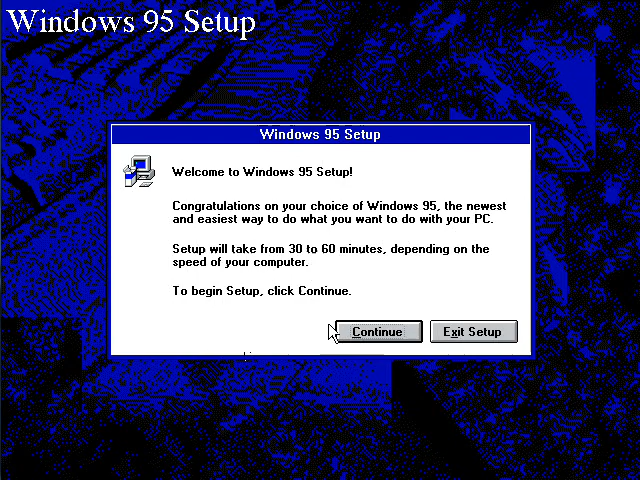 Windows 95 Setup
Windows 95 Setup
Welcome to Windows 95 Setup!
Congratulations on your choice of Windows 95, the newest
and easiest way to do what you want to do with your PC.
Setup will take from 30 to 60 minutes, depending on the
speed of your computer.
To begin Setup, click Continue.
Continue
Exit Setup